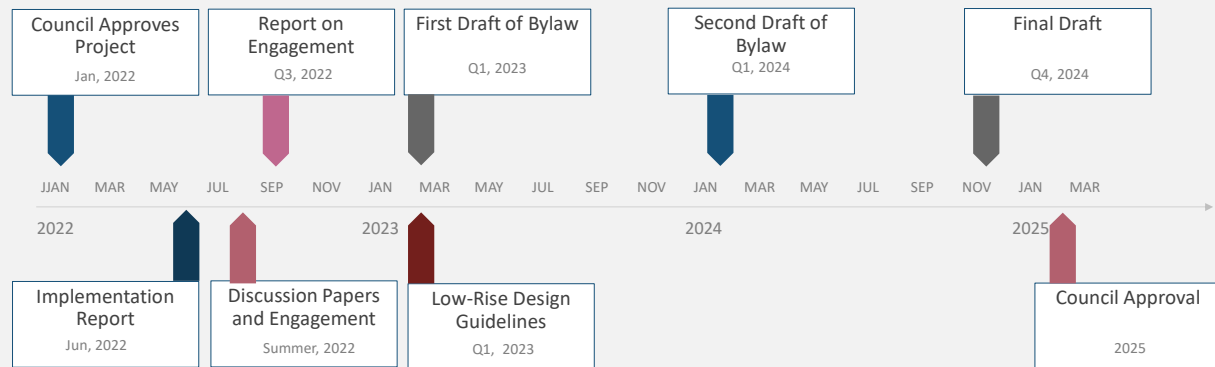 Council Approves
Project
Jan, 2022
Report on
Engagement
Q3, 2022
First Draft of Bylaw
Q1, 2023
Second Draft of
Bylaw
Q1, 2024
Final Draft
Q4, 2024
JJAN MAR MAY JUL SEP NOV JAN MAR MAY JUL SEP NOV JAN MAR MAY JUL SEP NOV JAN MAR
2022 2023 2024 2025
Implementation
Report
Jun, 2022
Discussion Papers
and Engagement
Summer, 2022
Low-Rise Design
Guidelines
Q1, 2023
Council Approval
2025